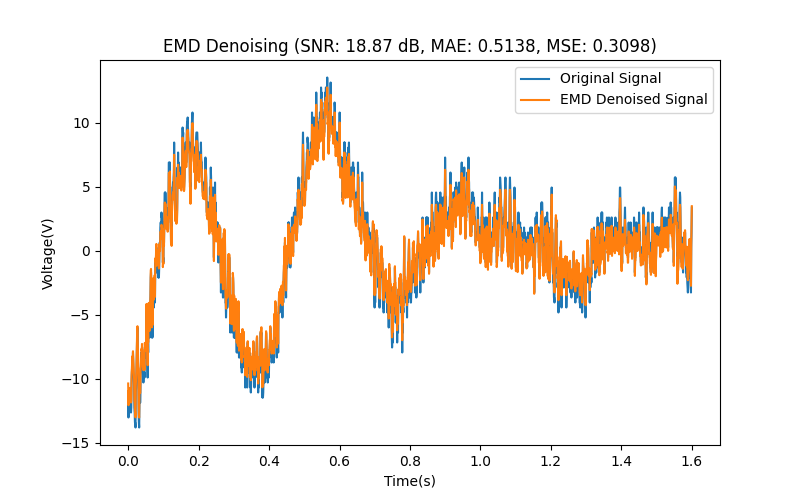 EMD Denoising (SNR: 18.87 dB, MAE: 0.5138, MSE: 0.3098)
Original Signal
EMD Denoised Signal
10
5
0
−5
−10
−15
Voltage(V)
0.0 0.2 0.4 0.6 0.8 1.0 1.2 1.4 1.6
Time(s)